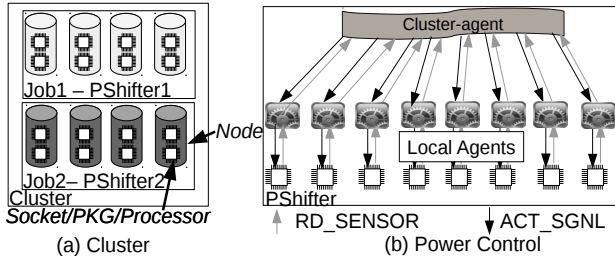 Job1 – PShifter1
Job2– PShifter2
Node
Cluster
Socket/PKG/Processor
(a) Cluster
Cluster-agent
Local Agents
PShifter
RD_SENSOR
ACT_SGNL
(b) Power Control